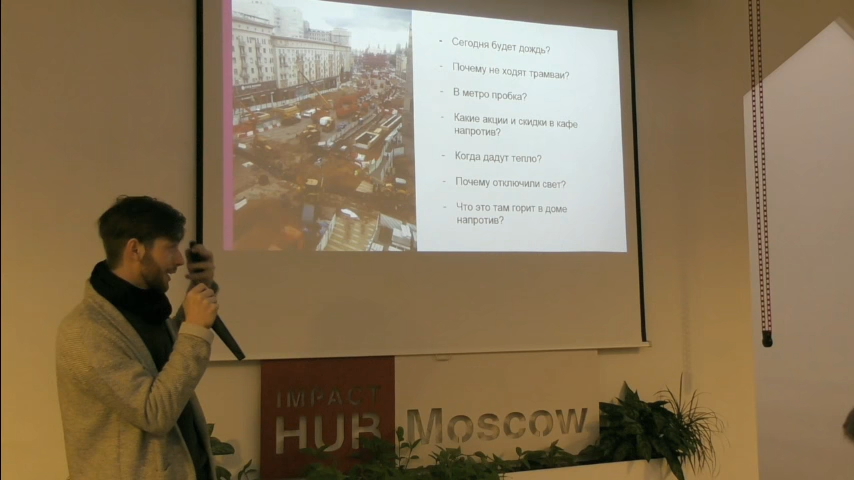 - Сегодня будет дождь?
- Почему не ходят трамваи?
- В метро пробка?
- Какие акции и скидки в кафе
напротив?
- Когда дадут тепло?
- Почему отключили свет?
- Что это там горит в доме
напротив?
IMPACT
HUB Moscow